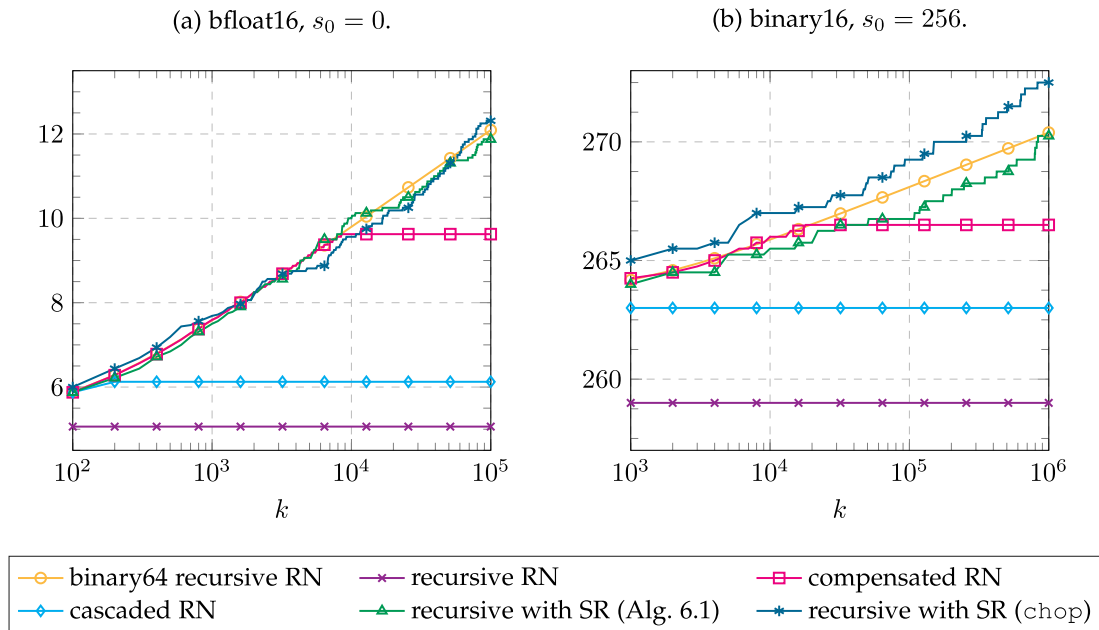 (a) bfloat16, s₀ = 0.
12
10
8
6
10² 10³ 10⁴ 10⁵
k
(b) binary16, s₀ = 256.
270
265
260
10³ 10⁴ 10⁵ 10⁶
k
binary64 recursive RN recursive RN compensated RN
cascaded RN recursive with SR (Alg. 6.1) recursive with SR (chop)